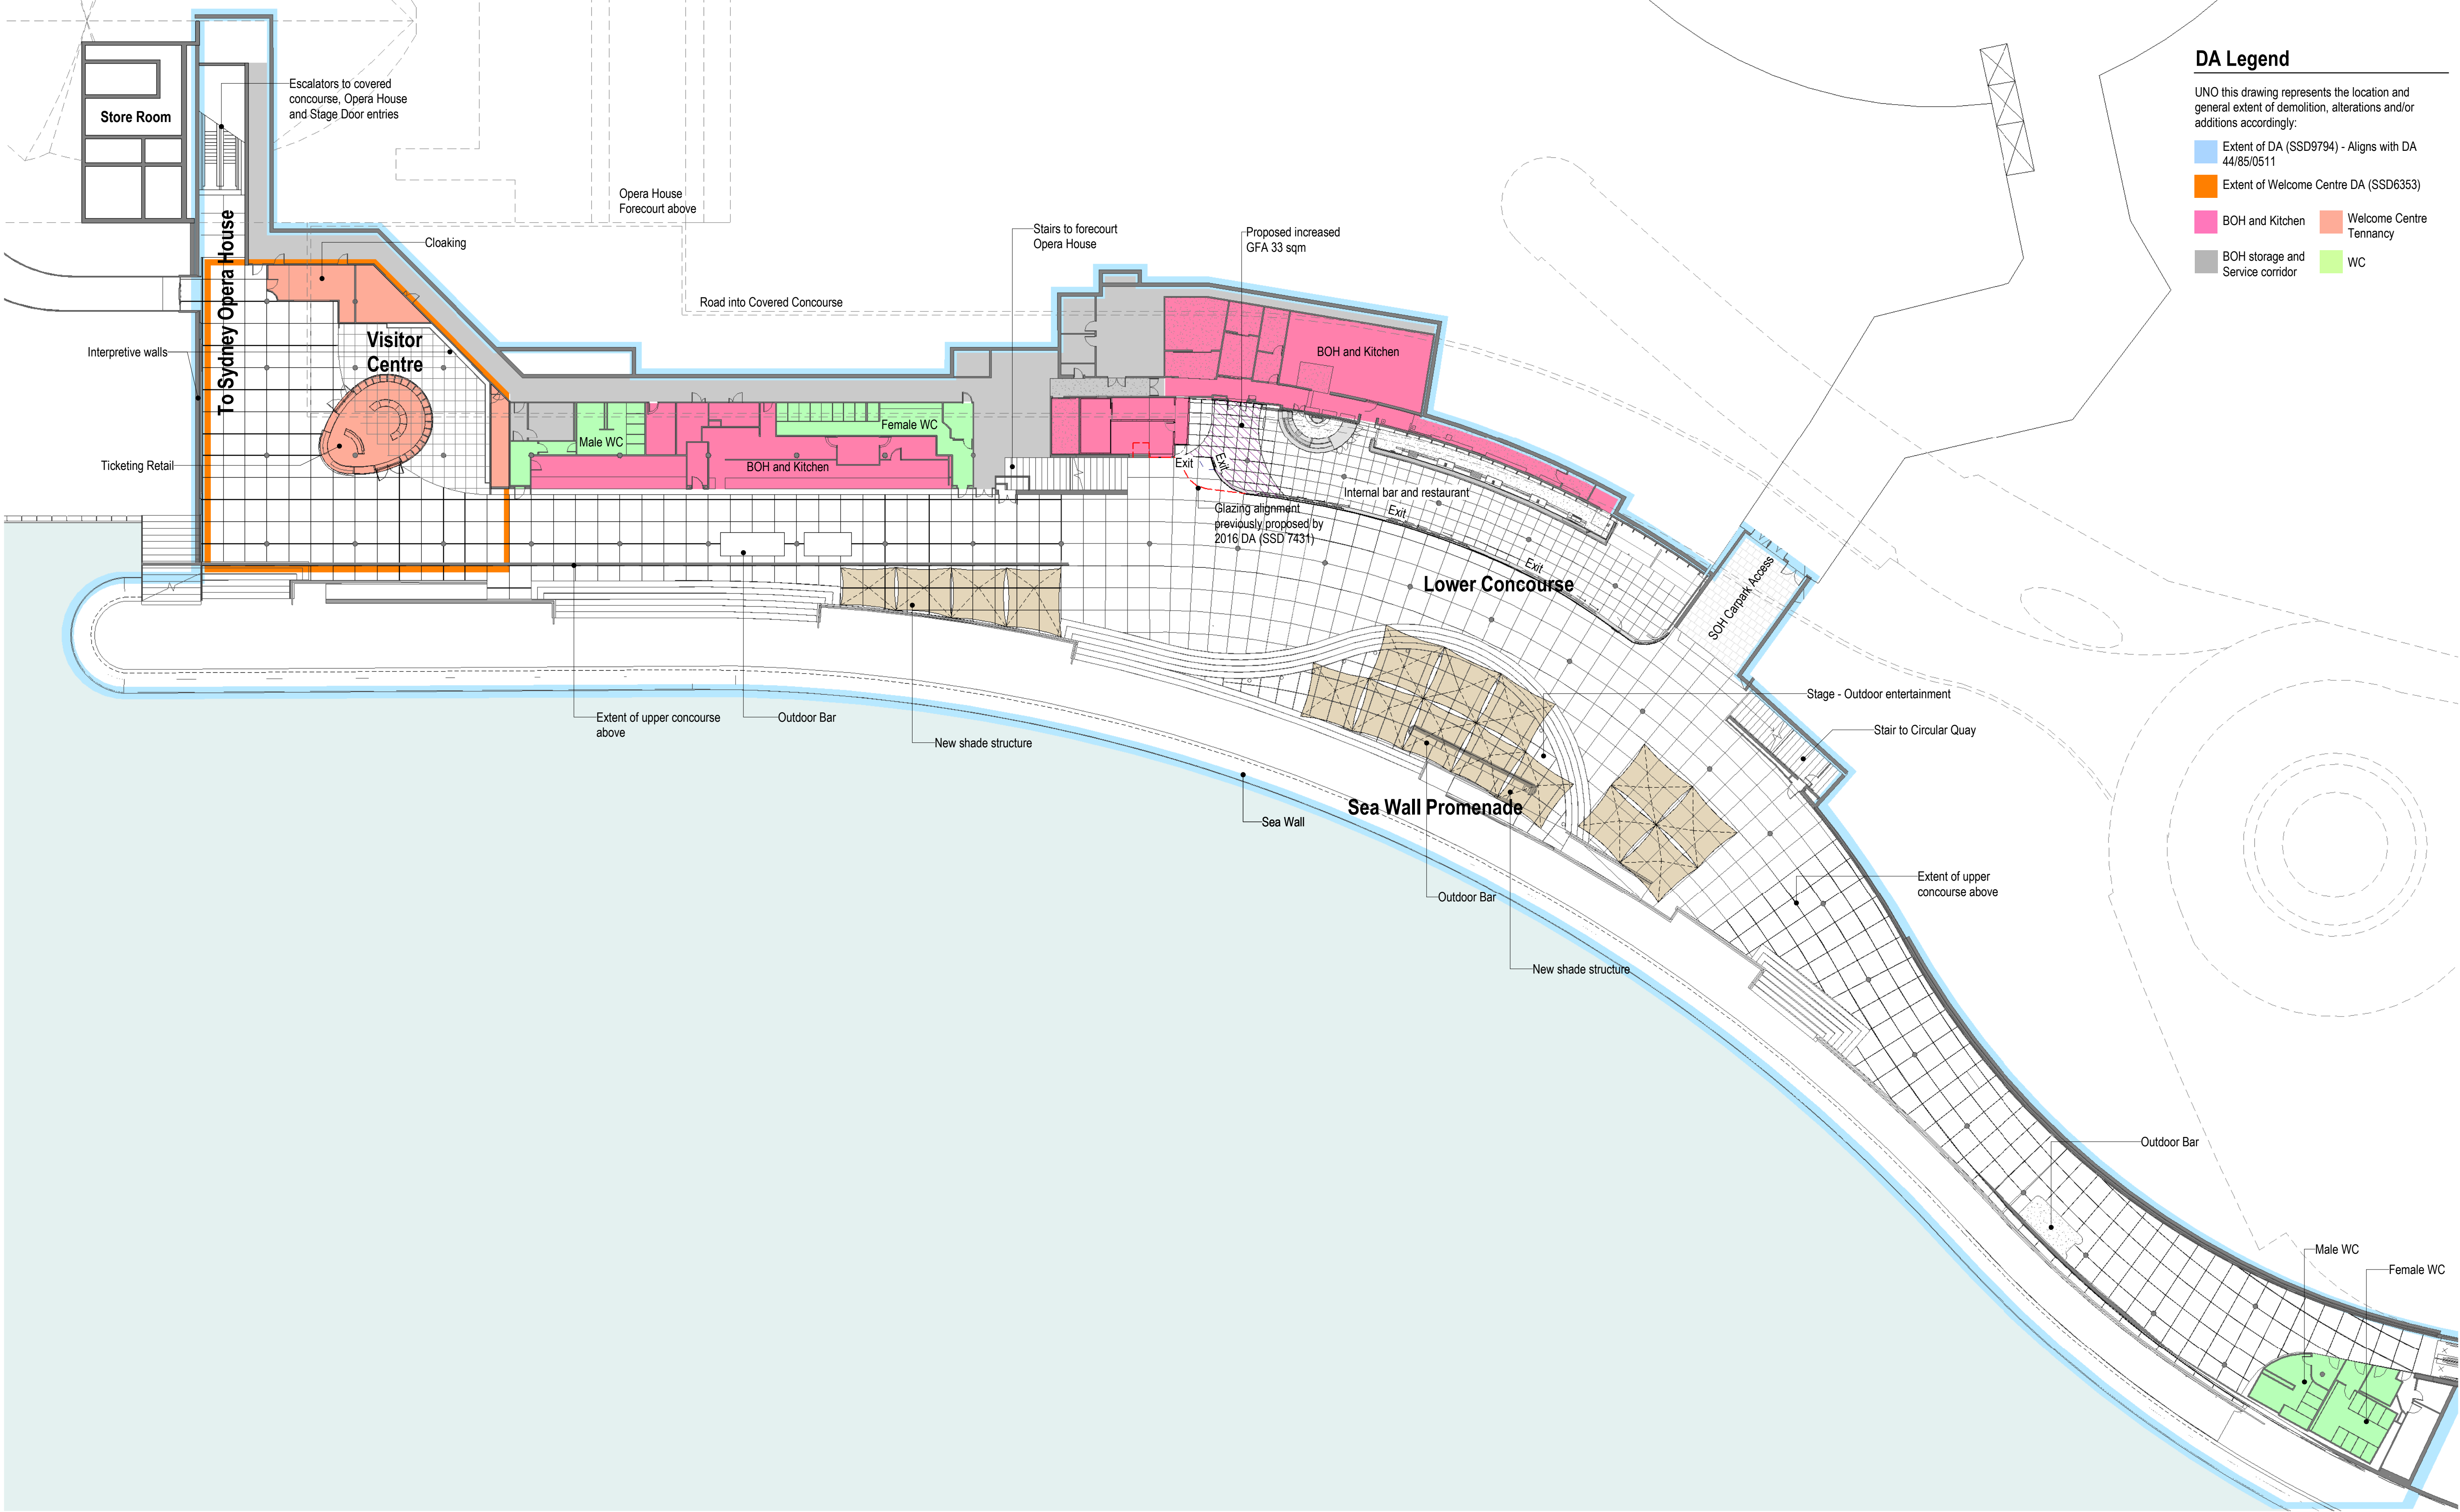 DA Legend
UNO this drawing represents the location and
general extent of demolition, alterations and/or
additions accordingly:
Extent of DA (SSD9794) - Aligns with DA
44/85/0511
Extent of Welcome Centre DA (SSD6353)
BOH and Kitchen
Welcome Centre
Tennancy
BOH storage and
Service corridor
WC
Escalators to covered
concourse, Opera House
and Stage Door entries
Store Room
Opera House
Forecourt above
Stairs to forecourt
Opera House
Proposed increased
GFA 33 sqm
Cloaking
To Sydney Opera House
Road into Covered Concourse
Interpretive walls
Visitor
Centre
BOH and Kitchen
Male WC
Female WC
Ticketing Retail
BOH and Kitchen
Exit
Exit
Internal bar and restaurant
Exit
Glazing alignment
previously proposed by
2016 DA (SSD 7431)
Exit
Lower Concourse
SOH Carpark Access
Stage - Outdoor entertainment
Extent of upper concourse
above
Outdoor Bar
Stair to Circular Quay
New shade structure
Sea Wall Promenade
Sea Wall
Extent of upper
concourse above
Outdoor Bar
New shade structure
Outdoor Bar
Male WC
Female WC